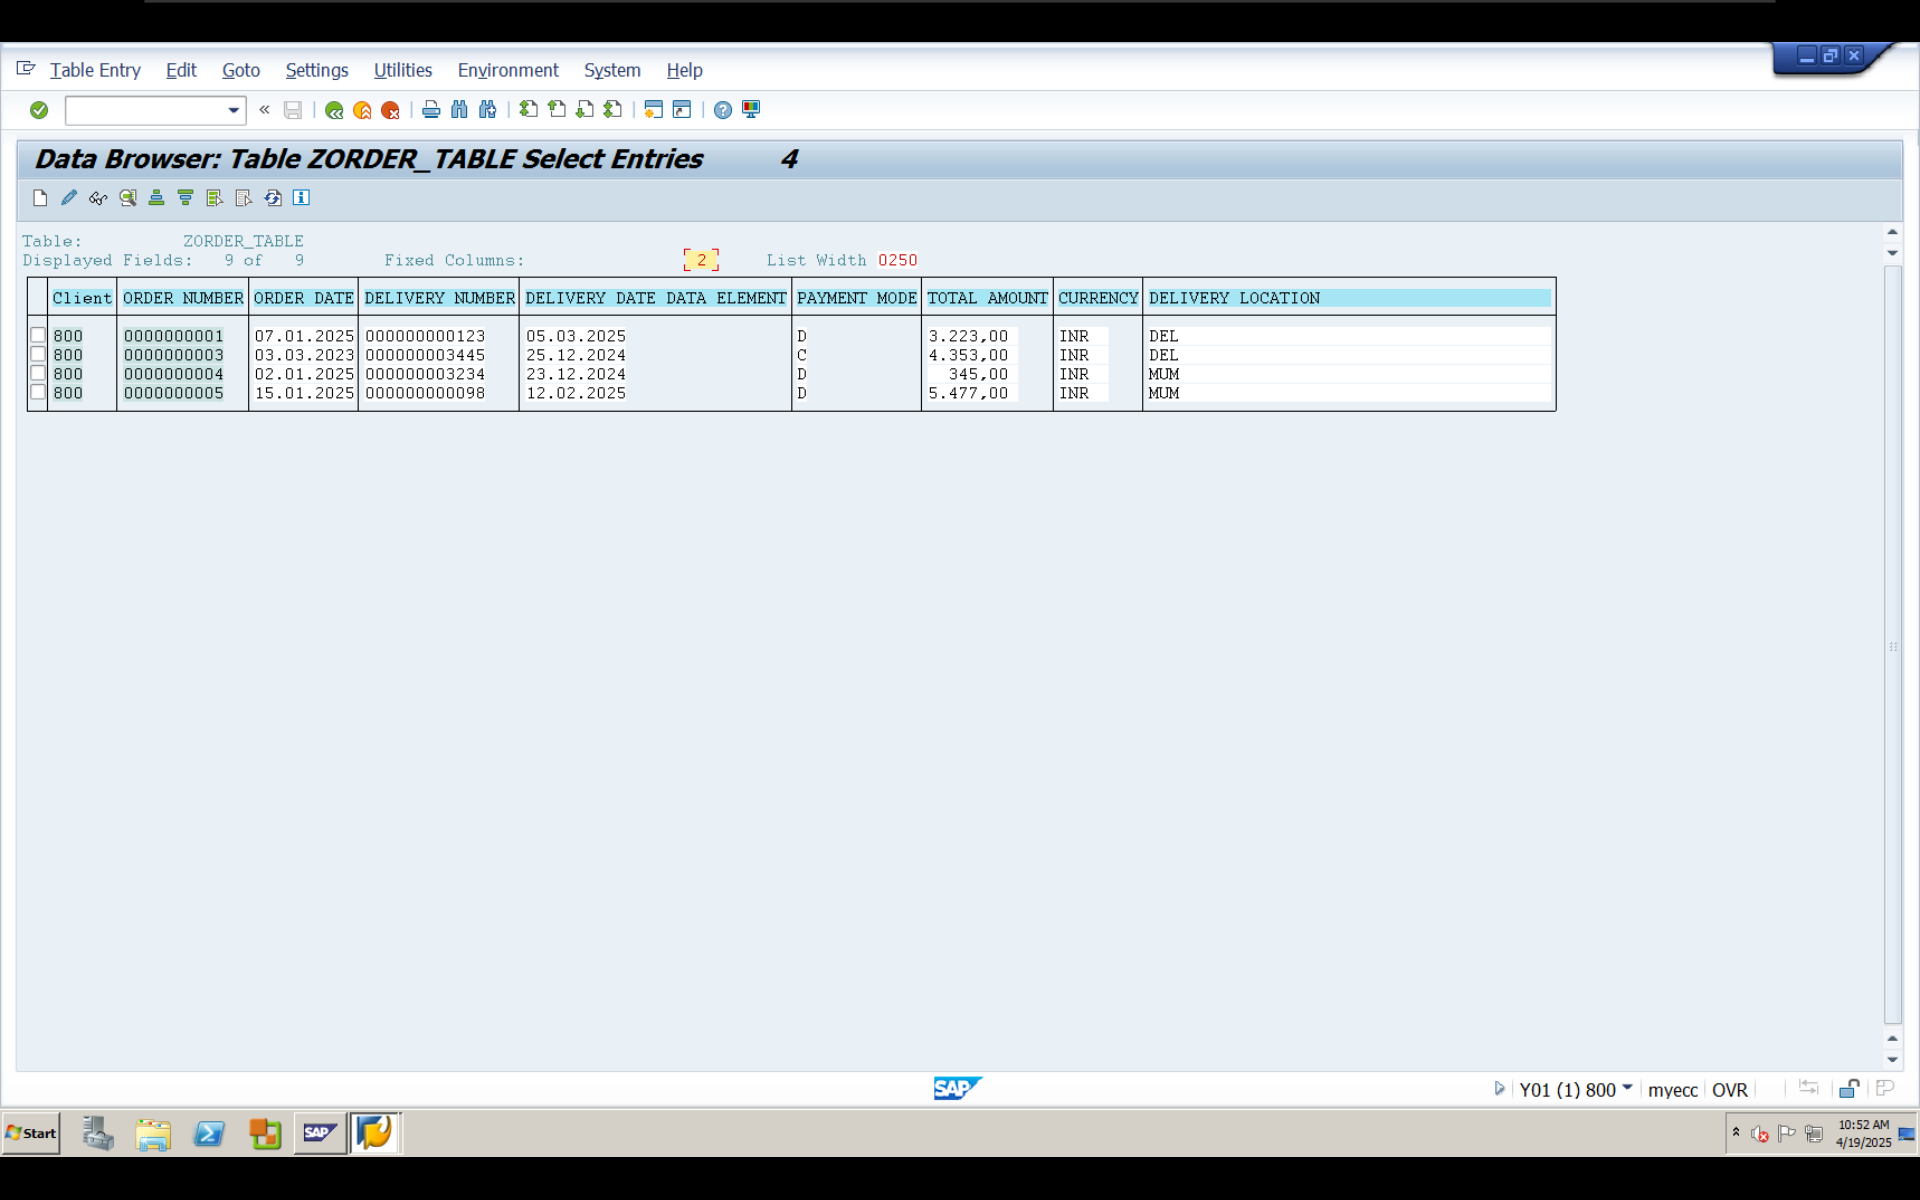 Table Entry Edit Goto Settings Utilities Environment System Help
Data Browser: Table ZORDER_TABLE Select Entries 4
Table: ZORDER_TABLE
Displayed Fields: 9 of 9 Fixed Columns: 2 List Width 0250
Client ORDER NUMBER ORDER DATE DELIVERY NUMBER DELIVERY DATE DATA ELEMENT PAYMENT MODE TOTAL AMOUNT CURRENCY DELIVERY LOCATION
800 0000000001 07.01.2025 000000000123 05.03.2025 D 3.223,00 INR DEL
800 0000000003 03.03.2023 000000003445 25.12.2024 C 4.353,00 INR DEL
800 0000000004 02.01.2025 000000003234 23.12.2024 D 345,00 INR MUM
800 0000000005 15.01.2025 000000000098 12.02.2025 D 5.477,00 INR MUM
SAP
Y01 (1) 800 myecc OVR
Start SAP 10:52 AM
4/19/2025